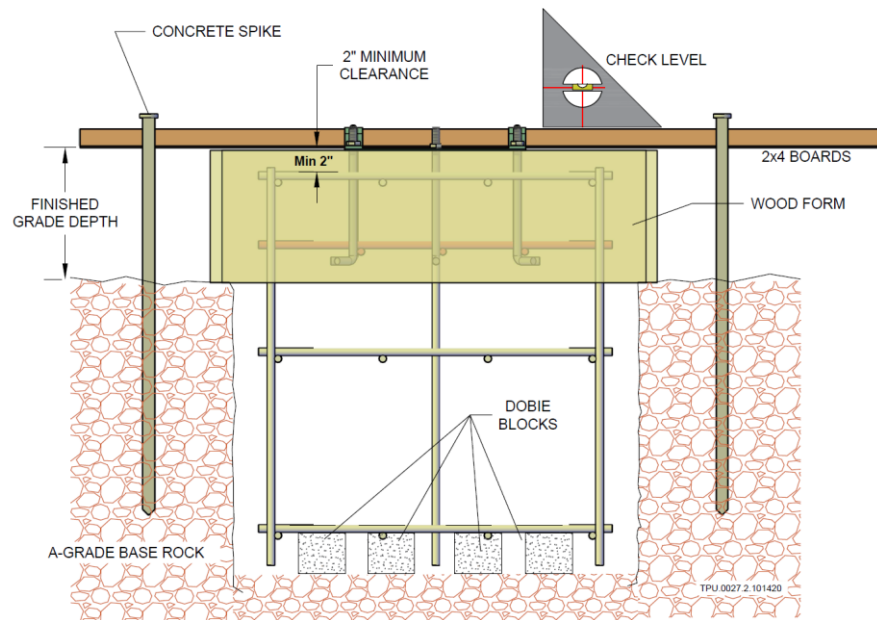 CONCRETE SPIKE
2" MINIMUM
CLEARANCE
CHECK LEVEL
2x4 BOARDS
Min 2"
FINISHED
GRADE DEPTH
WOOD FORM
DOBIE
BLOCKS
A-GRADE BASE ROCK
TPU.0027.2.101420